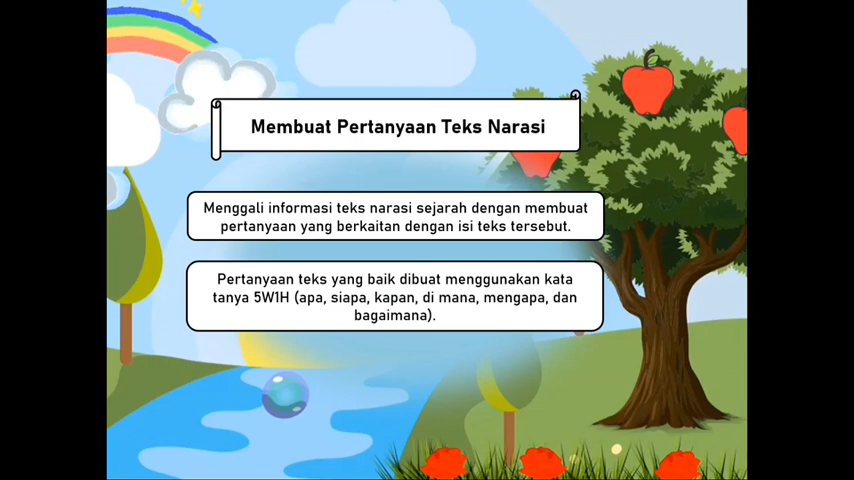 Membuat Pertanyaan Teks Narasi
Menggali informasi teks narasi sejarah dengan membuat
pertanyaan yang berkaitan dengan isi teks tersebut.
Pertanyaan teks yang baik dibuat menggunakan kata
tanya 5W1H (apa, siapa, kapan, di mana, mengapa, dan
bagaimana).